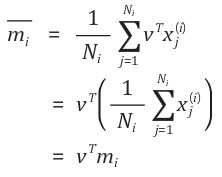 $\overline{m_i} = \frac{1}{N_i} \sum_{j=1}^{N_i} v^T x_j^{(i)}$
$= v^T \left( \frac{1}{N_i} \sum_{j=1}^{N_i} x_j^{(i)} \right)$
$= v^T m_i$